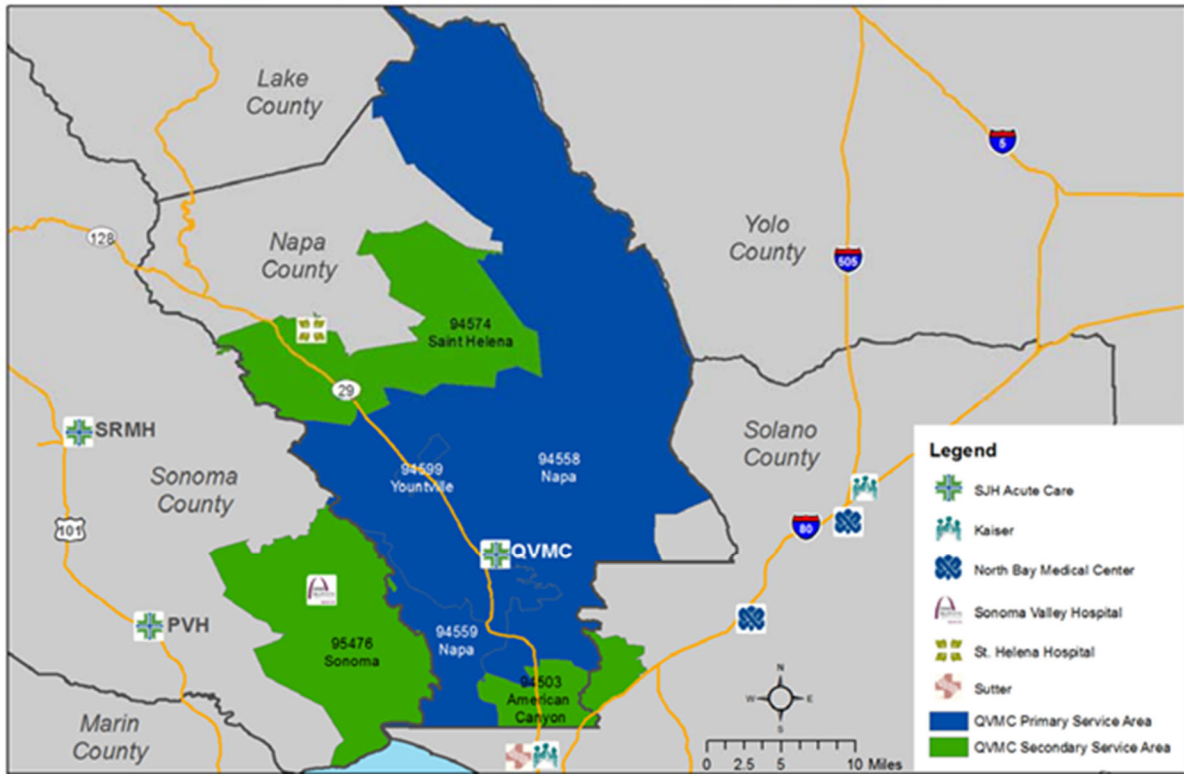 Lake
County
128
Napa
County
5
Yolo
County
505
94574
Saint Helena
29
SRMH
Sonoma
County
101
94599
Yountville
94558
Napa
Solano
County
80
QVMC
PVH
94559
Napa
95476
Sonoma
94503
American
Canyon
Marin
County
N
W E
S
0 2.5 5 10 Miles
Legend
SJH Acute Care
Kaiser
North Bay Medical Center
Sonoma Valley Hospital
St. Helena Hospital
Sutter
QVMC Primary Service Area
QVMC Secondary Service Area